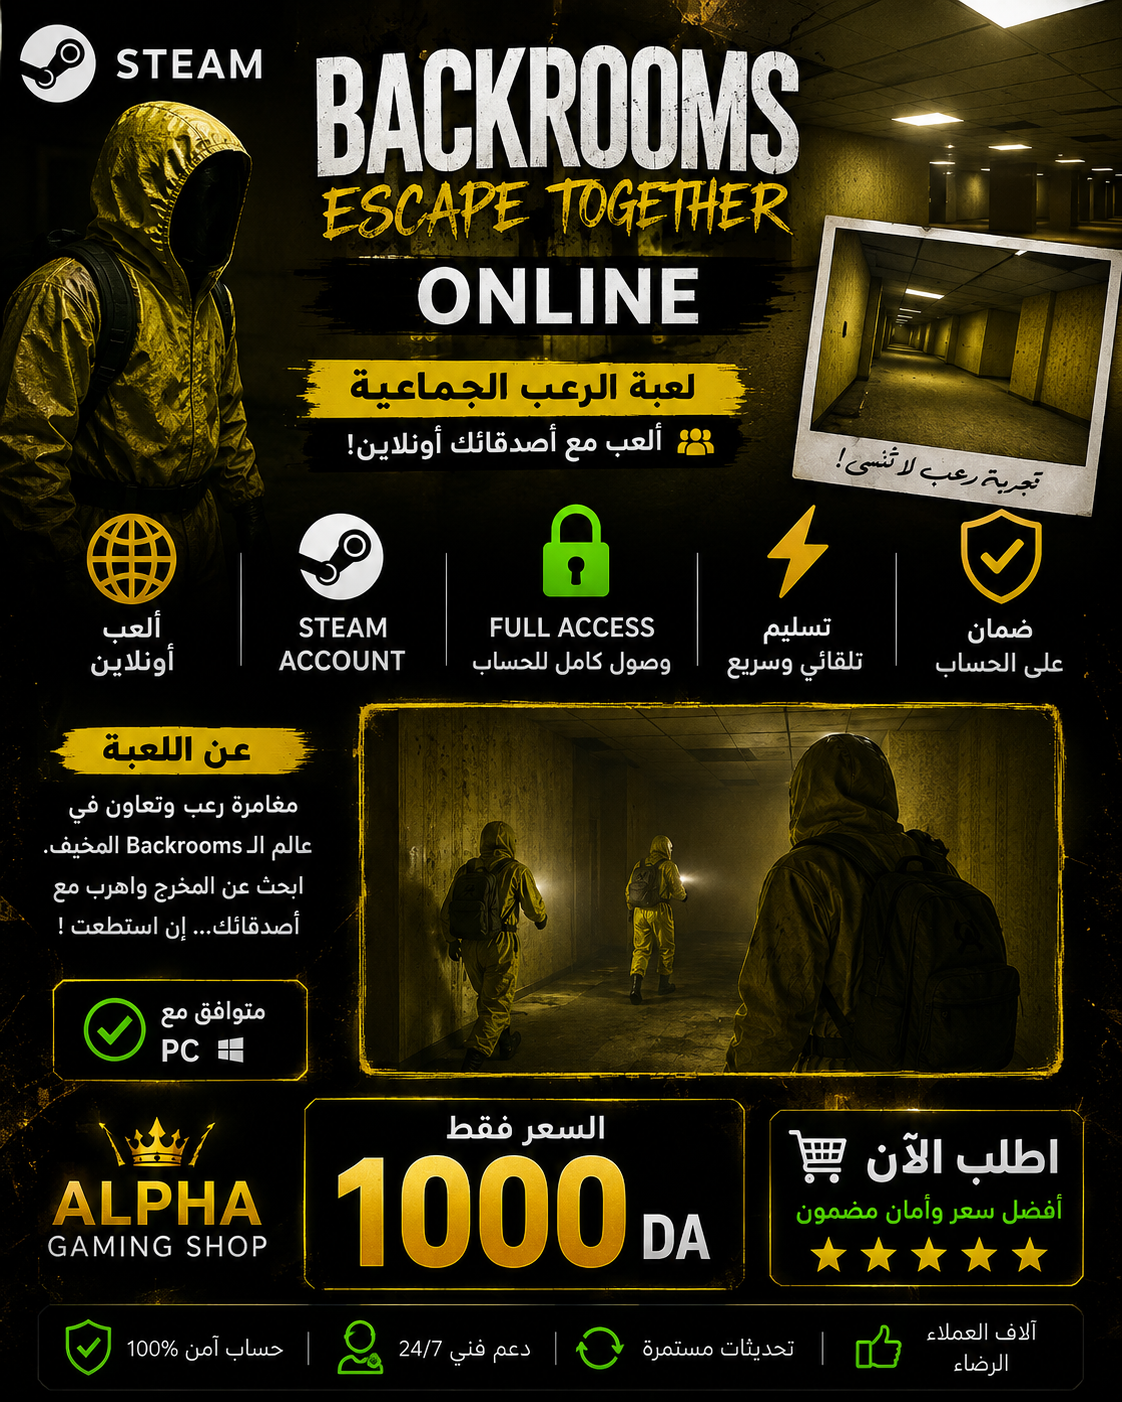 STEAM
BACKROOMS
ESCAPE TOGETHER
ONLINE
لعبة الرعب الجماعية
ألعب مع أصدقائك أونلاين!
تجربة رعب لا تنسى!
ألعب
أونلاين
STEAM
ACCOUNT
FULL ACCESS
وصول كامل للحساب
تسليم
تلقائي وسريع
ضمان
على الحساب
عن اللعبة
مغامرة رعب وتعاون في
عالم الـ Backrooms المخيف.
ابحث عن المخرج واهرب مع
أصدقائك... إن استطعت !
متوافق مع
PC
ALPHA
GAMING SHOP
السعر فقط
1000 DA
اطلب الآن
أفضل سعر وأمان مضمون
حساب آمن 100%
دعم فني 24/7
تحديثات مستمرة
آلاف العملاء
الرضاء